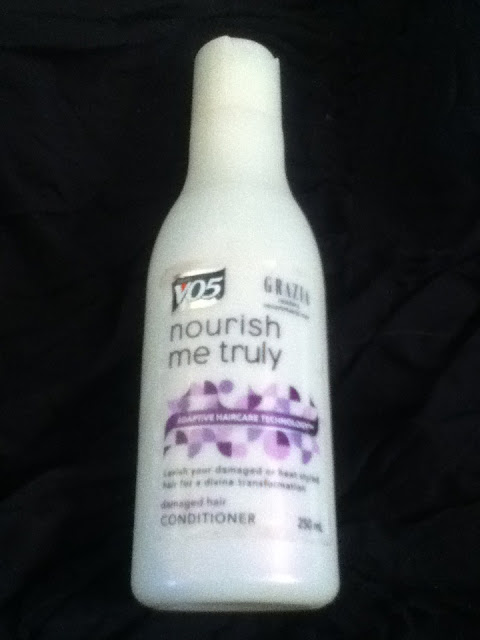 VO5
GRAZIA
nourish
me truly
ADAPTIVE HAIRCARE TECHNOLOGY
Lavish your damaged or heat styled
hair for a divine transformation
damaged hair
CONDITIONER
250 mL